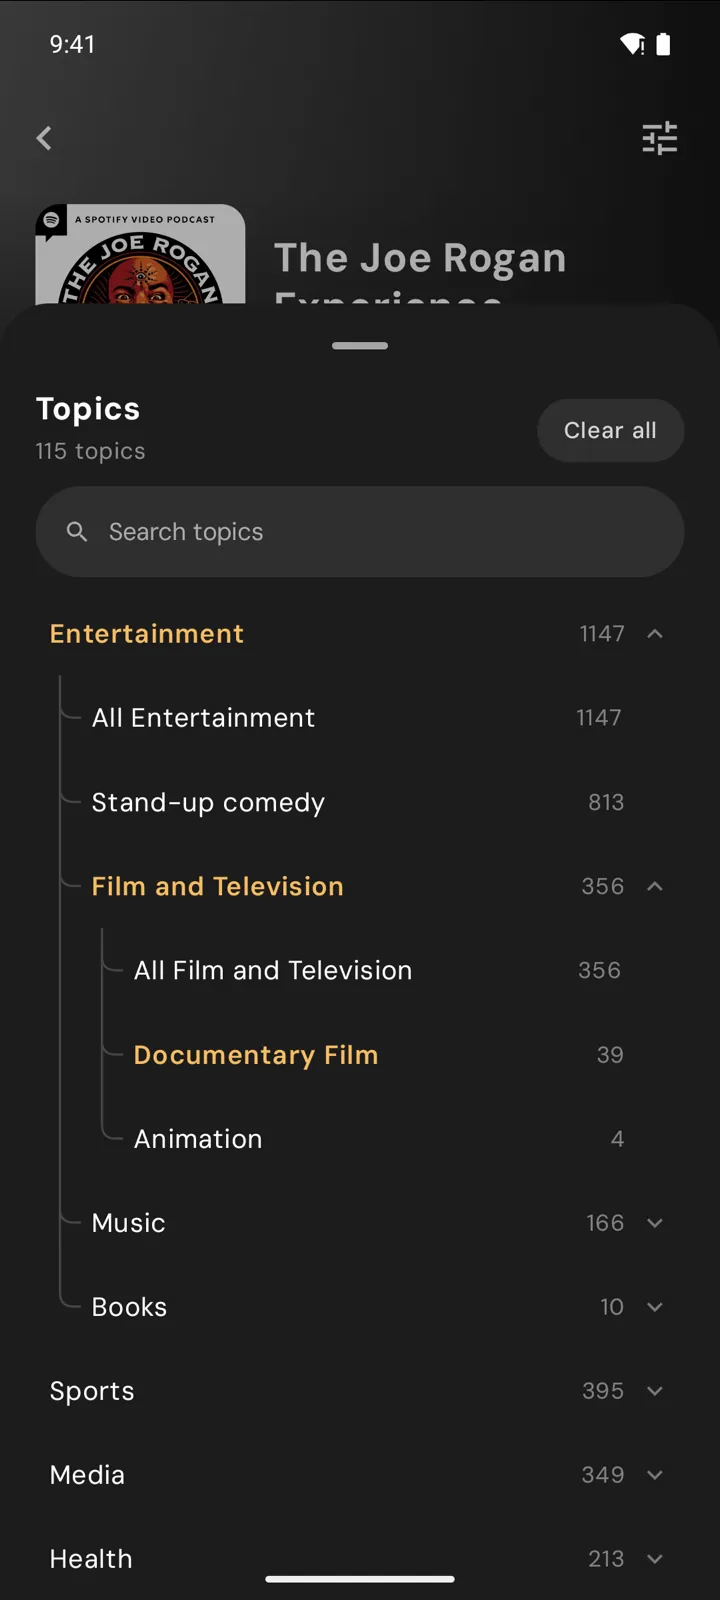 9:41
A SPOTIFY VIDEO PODCAST
THE JOE ROGAN
The Joe Rogan
Experience
Topics
115 topics
Clear all
Search topics
Entertainment 1147
All Entertainment 1147
Stand-up comedy 813
Film and Television 356
All Film and Television 356
Documentary Film 39
Animation 4
Music 166
Books 10
Sports 395
Media 349
Health 213